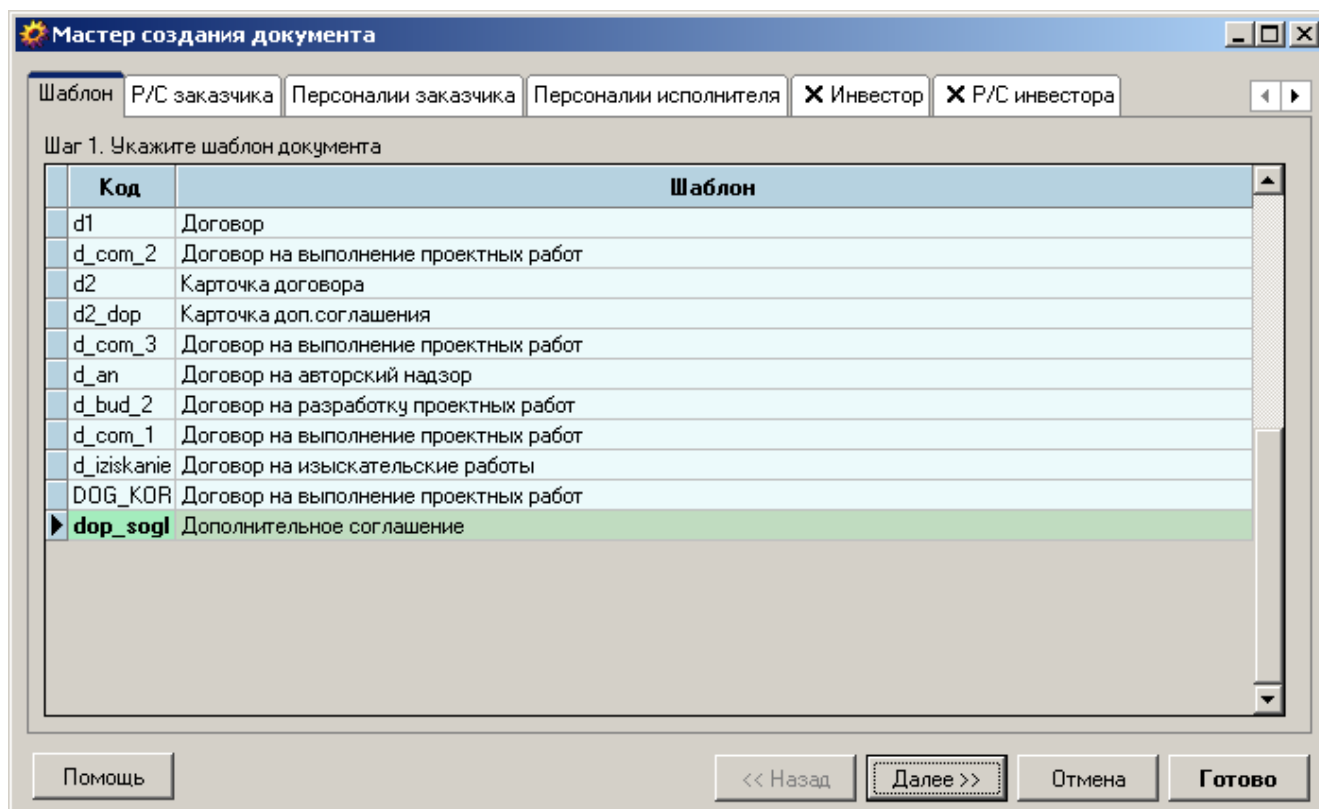 Мастер создания документа
Шаблон Р/С заказчика Персоналии заказчика Персоналии исполнителя X Инвестор X Р/С инвестора
Шаг 1. Укажите шаблон документа
Код Шаблон
d1 Договор
d_com_2 Договор на выполнение проектных работ
d2 Карточка договора
d2_dop Карточка доп.соглашения
d_com_3 Договор на выполнение проектных работ
d_an Договор на авторский надзор
d_bud_2 Договор на разработку проектных работ
d_com_1 Договор на выполнение проектных работ
d_iziskanie Договор на изыскательские работы
DOG_KOR Договор на выполнение проектных работ
dop_sogl Дополнительное соглашение
Помощь << Назад Далее >> Отмена Готово